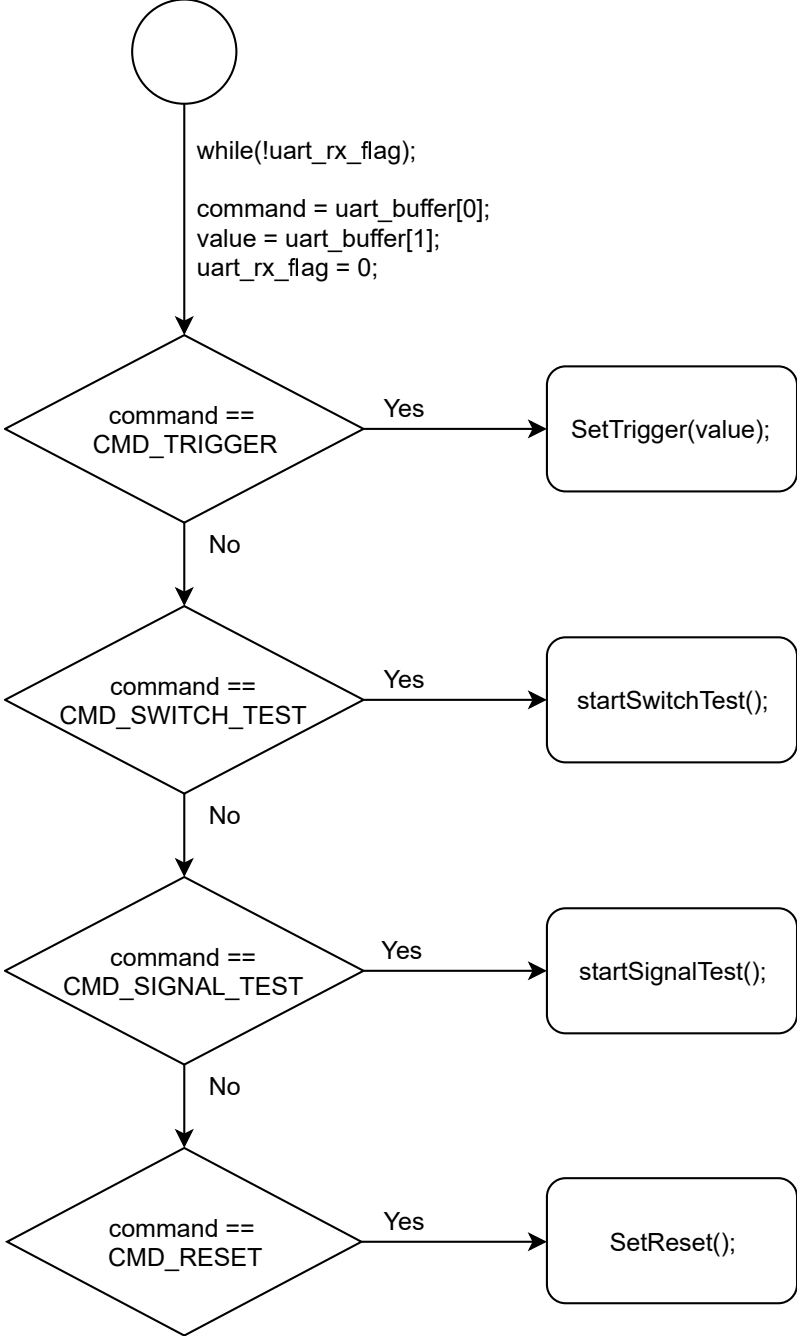 while(!uart_rx_flag);
command = uart_buffer[0];
value = uart_buffer[1];
uart_rx_flag = 0;
command ==
CMD_TRIGGER
Yes
SetTrigger(value);
No
command ==
CMD_SWITCH_TEST
Yes
startSwitchTest();
No
command ==
CMD_SIGNAL_TEST
Yes
startSignalTest();
No
command ==
CMD_RESET
Yes
SetReset();